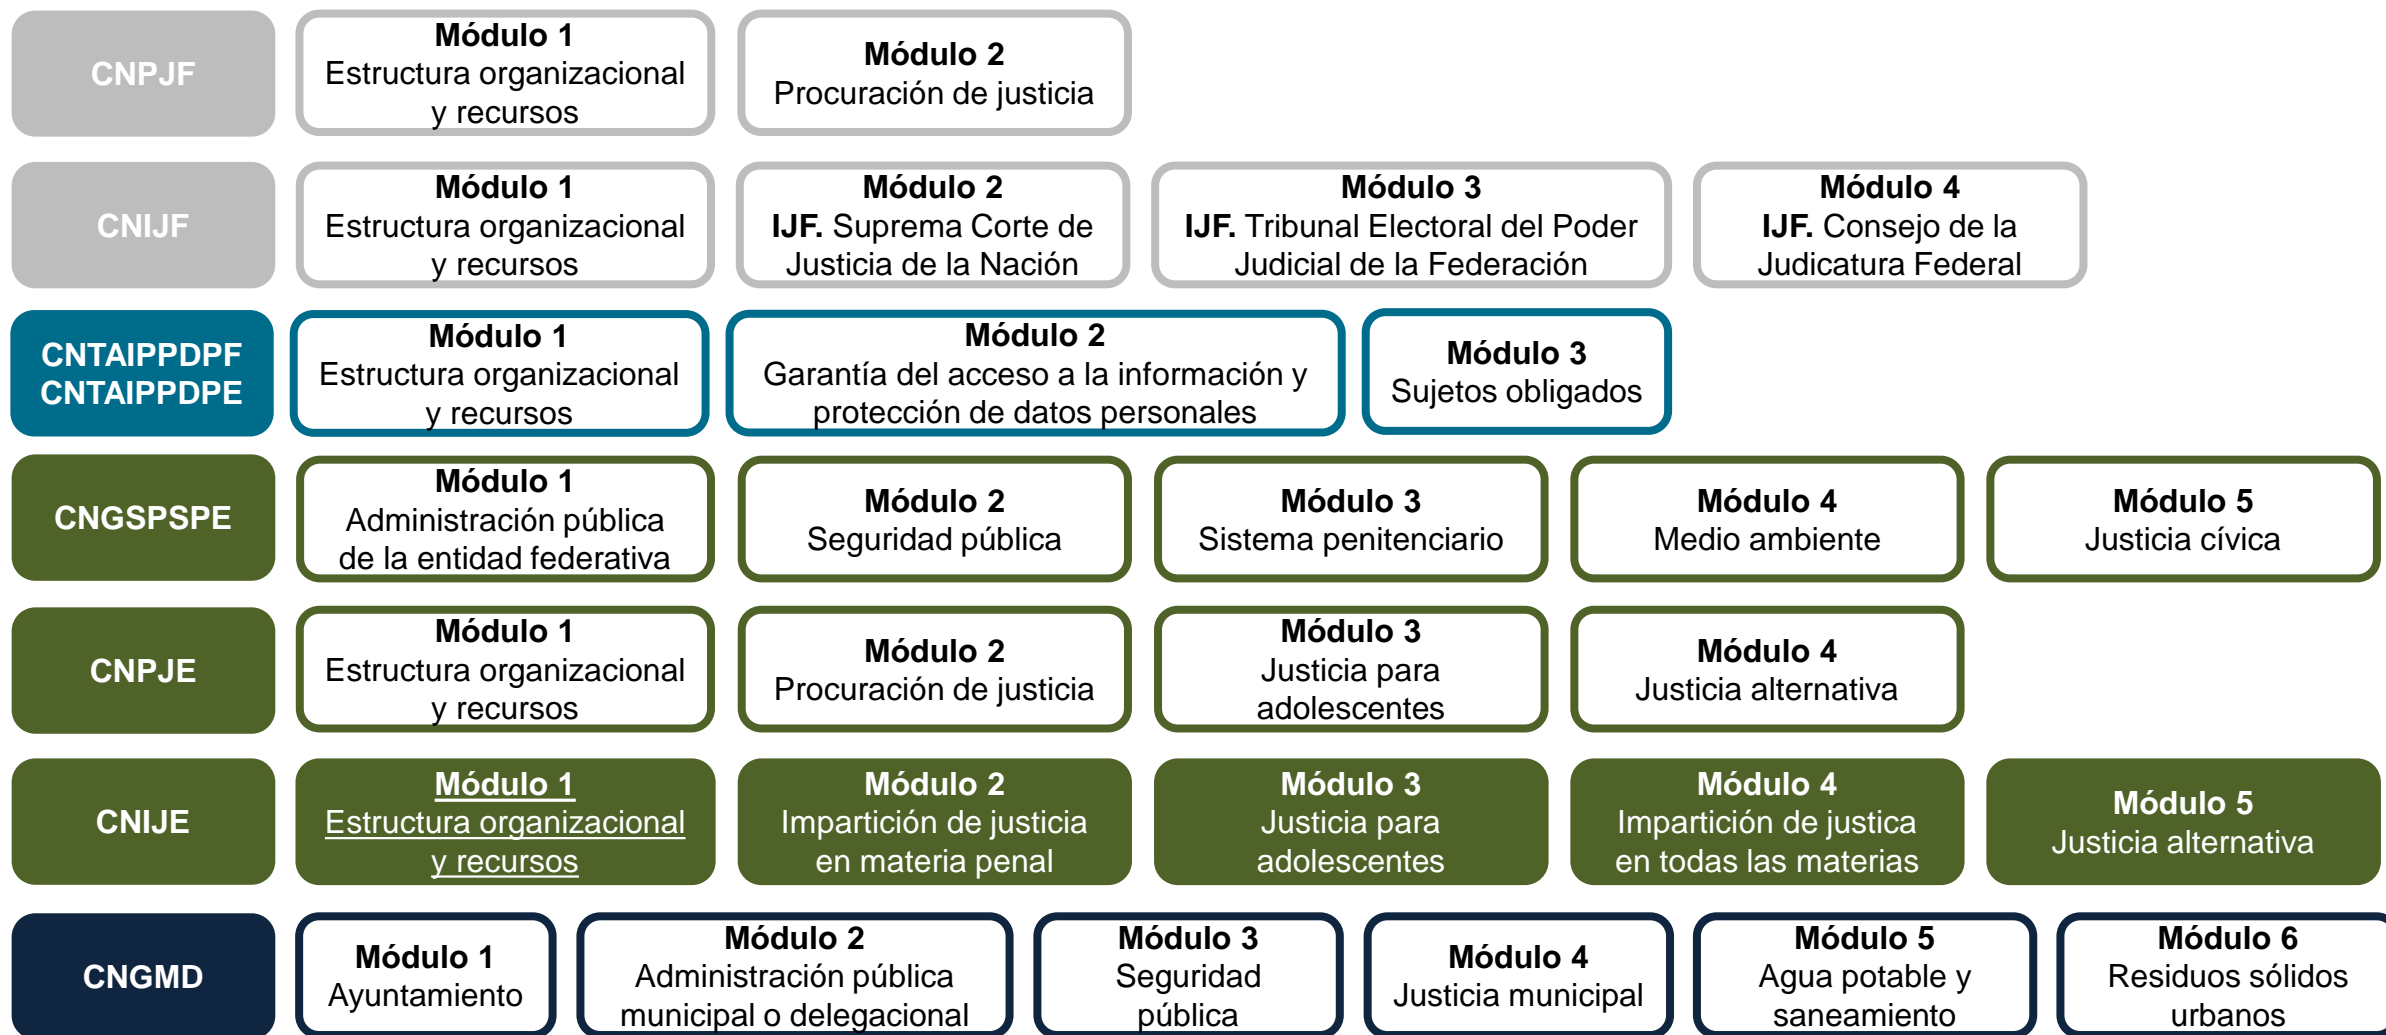 CNPJF
Módulo 1
Estructura organizacional
y recursos
Módulo 2
Procuración de justicia
CNIJF
Módulo 1
Estructura organizacional
y recursos
Módulo 2
IJF. Suprema Corte de
Justicia de la Nación
Módulo 3
IJF. Tribunal Electoral del Poder
Judicial de la Federación
Módulo 4
IJF. Consejo de la
Judicatura Federal
CNTAIPPDPF
CNTAIPPDPE
Módulo 1
Estructura organizacional
y recursos
Módulo 2
Garantía del acceso a la información y
protección de datos personales
Módulo 3
Sujetos obligados
CNGSPSPE
Módulo 1
Administración pública
de la entidad federativa
Módulo 2
Seguridad pública
Módulo 3
Sistema penitenciario
Módulo 4
Medio ambiente
Módulo 5
Justicia cívica
CNPJE
Módulo 1
Estructura organizacional
y recursos
Módulo 2
Procuración de justicia
Módulo 3
Justicia para
adolescentes
Módulo 4
Justicia alternativa
CNIJE
Módulo 1
Estructura organizacional
y recursos
Módulo 2
Impartición de justicia
en materia penal
Módulo 3
Justicia para
adolescentes
Módulo 4
Impartición de justica
en todas las materias
Módulo 5
Justicia alternativa
CNGMD
Módulo 1
Ayuntamiento
Módulo 2
Administración pública
municipal o delegacional
Módulo 3
Seguridad
pública
Módulo 4
Justicia municipal
Módulo 5
Agua potable y
saneamiento
Módulo 6
Residuos sólidos
urbanos